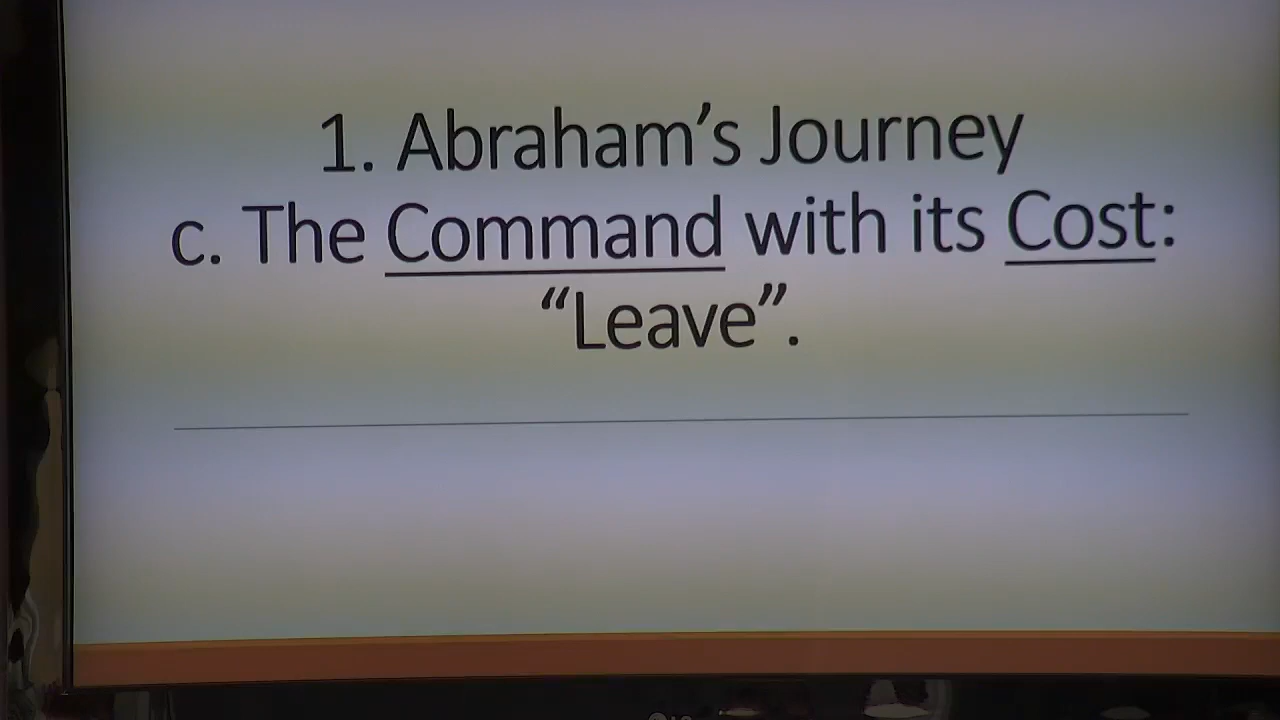 1. Abraham’s Journey
c. The Command with its Cost:
“Leave”.